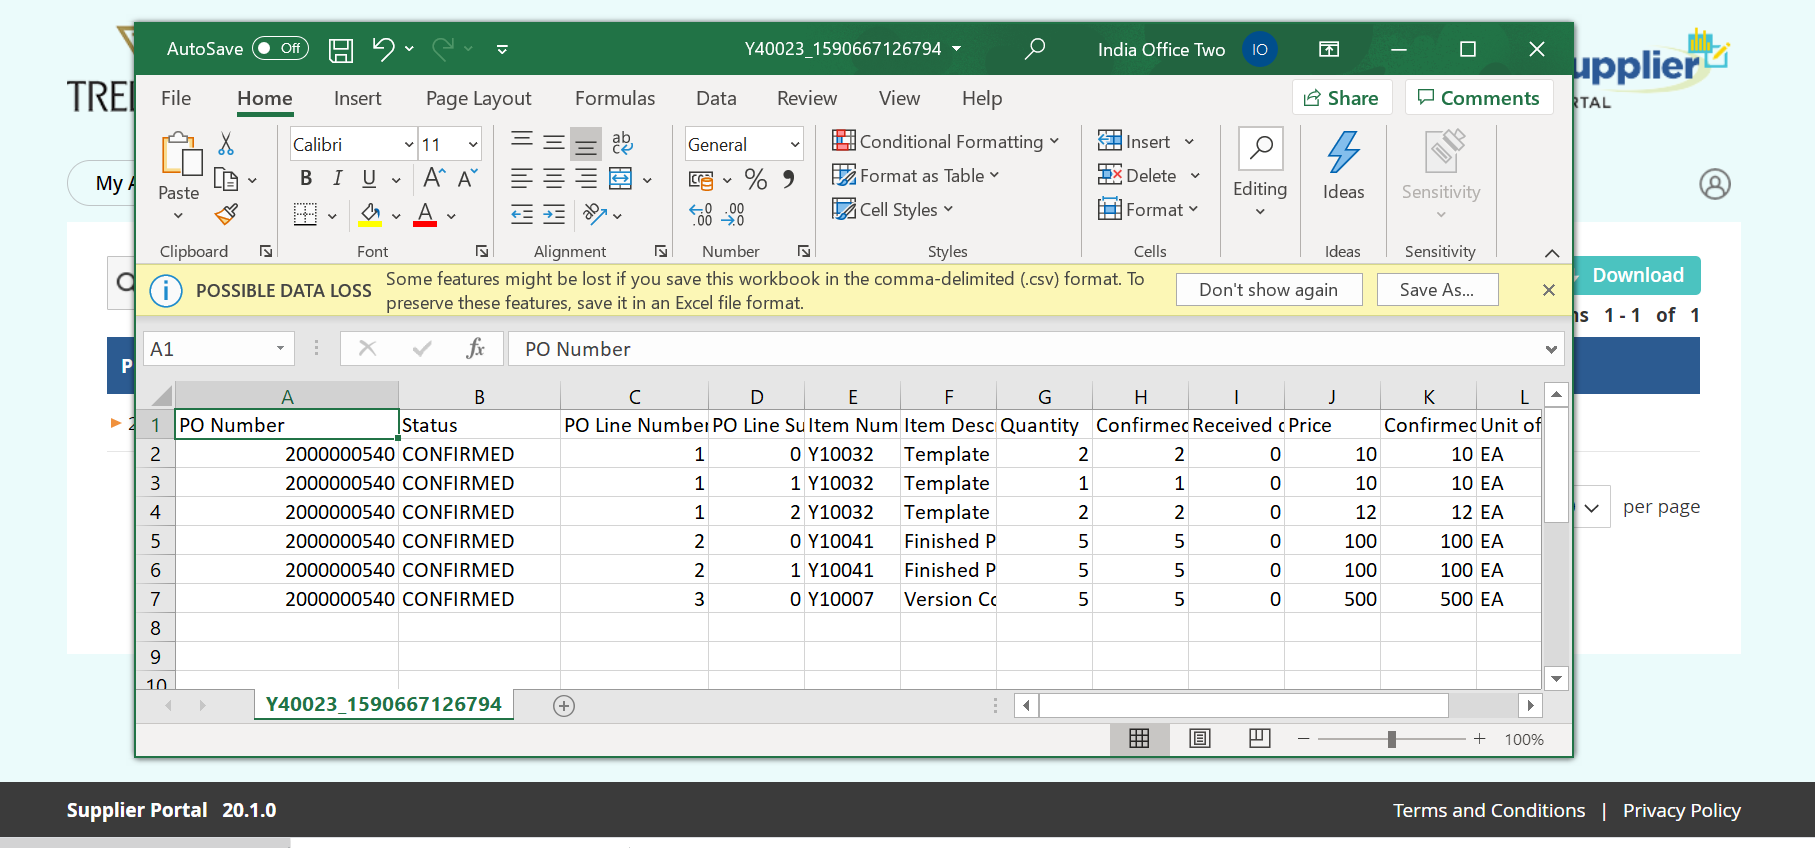 AutoSave Off Y40023_1590667126794 India Office Two IO
File Home Insert Page Layout Formulas Data Review View Help Share Comments
Paste
Clipboard
Calibri 11
B I U A A
A
Font
ab
Alignment
General
% 9
.00 .00
Number
Conditional Formatting
Format as Table
Cell Styles
Styles
Insert
Delete
Format
Cells
Editing
Ideas
Ideas
Sensitivity
Sensitivity
POSSIBLE DATA LOSS Some features might be lost if you save this workbook in the comma-delimited (.csv) format. To
preserve these features, save it in an Excel file format.
Don't show again Save As...
A1 fx PO Number
A B C D E F G H I J K L
1 PO Number Status PO Line Number PO Line Su Item Num Item Desc Quantity Confirmed Received Price Confirmed Unit of
2 2000000540 CONFIRMED 1 0 Y10032 Template 2 2 0 10 10 EA
3 2000000540 CONFIRMED 1 1 Y10032 Template 1 1 0 10 10 EA
4 2000000540 CONFIRMED 1 2 Y10032 Template 2 2 0 12 12 EA
5 2000000540 CONFIRMED 2 0 Y10041 Finished P 5 5 0 100 100 EA
6 2000000540 CONFIRMED 2 1 Y10041 Finished P 5 5 0 100 100 EA
7 2000000540 CONFIRMED 3 0 Y10007 Version Co 5 5 0 500 500 EA
8
9
10
Y40023_1590667126794
100%
TREI
My A
upplier
RTAL
Download
ns 1 - 1 of 1
P
2
per page
Supplier Portal 20.1.0
Terms and Conditions | Privacy Policy